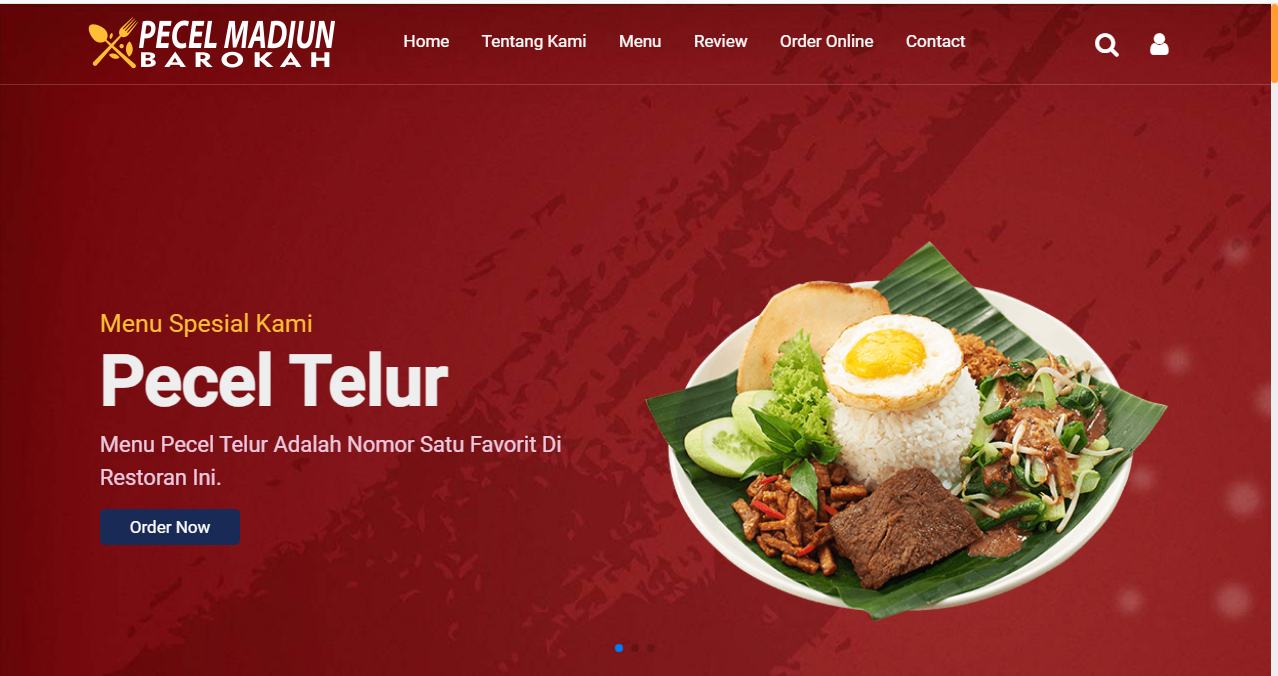 PECEL MADIUN
BAROKAH
Home Tentang Kami Menu Review Order Online Contact
Menu Spesial Kami
Pecel Telur
Menu Pecel Telur Adalah Nomor Satu Favorit Di
Restoran Ini.
Order Now